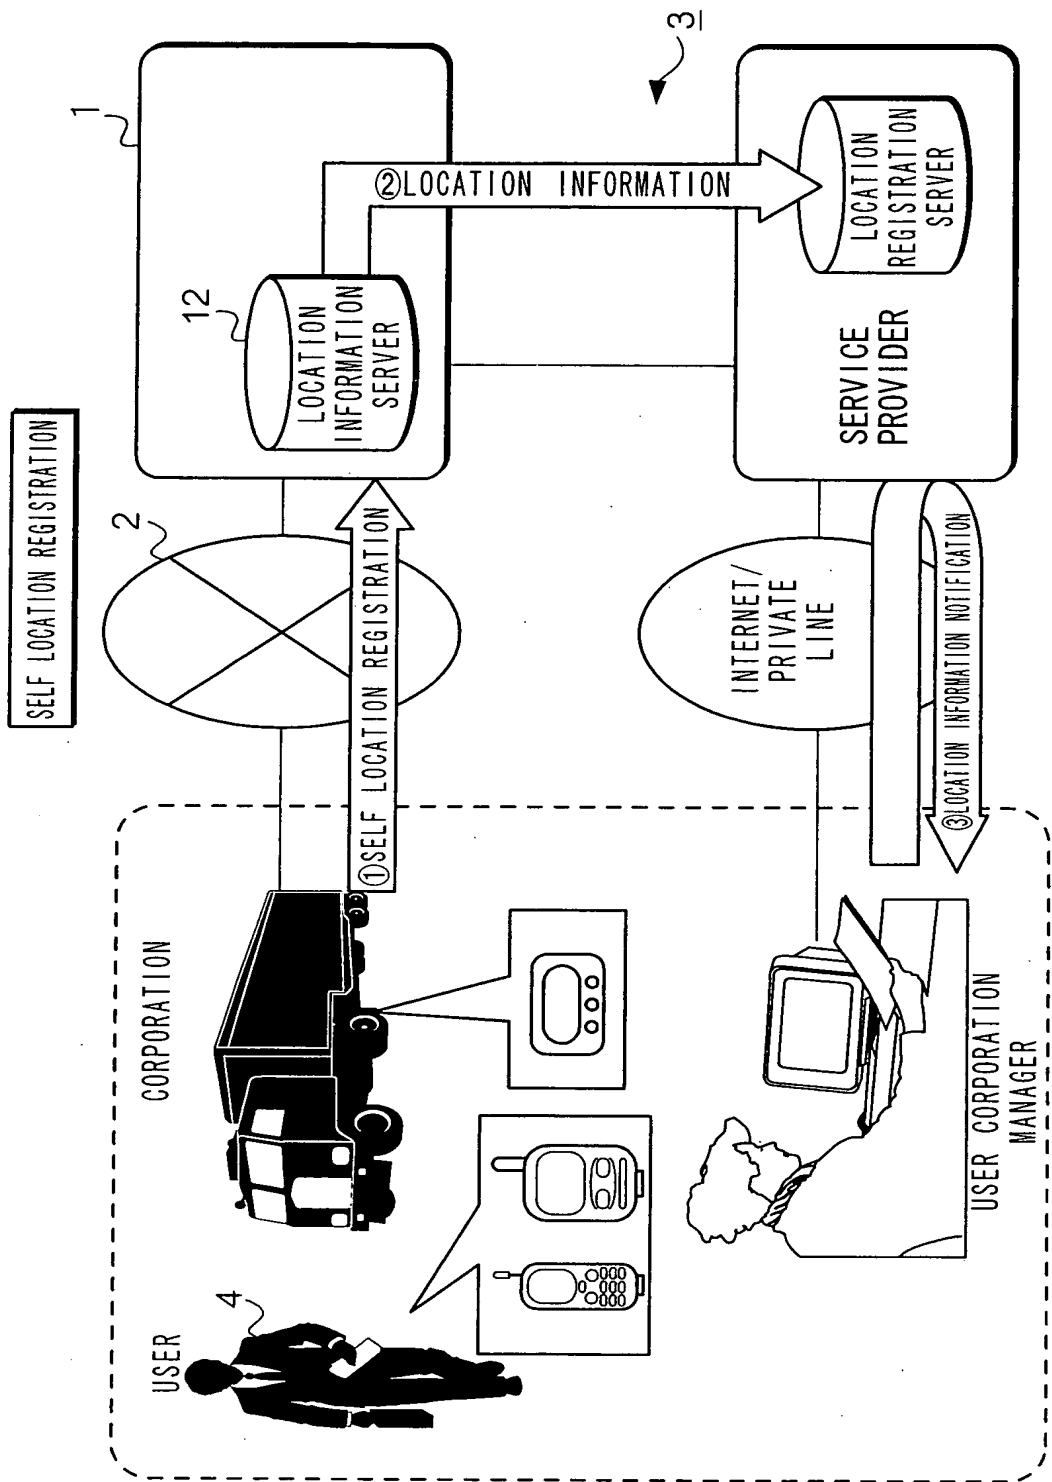 SELF LOCATION REGISTRATION
USER
4
CORPORATION
2
1
12
LOCATION
INFORMATION
SERVER
①SELF LOCATION REGISTRATION
②LOCATION INFORMATION
3
USER CORPORATION
MANAGER
INTERNET/
PRIVATE
LINE
③LOCATION INFORMATION NOTIFICATION
SERVICE
PROVIDER
LOCATION
REGISTRATION
SERVER